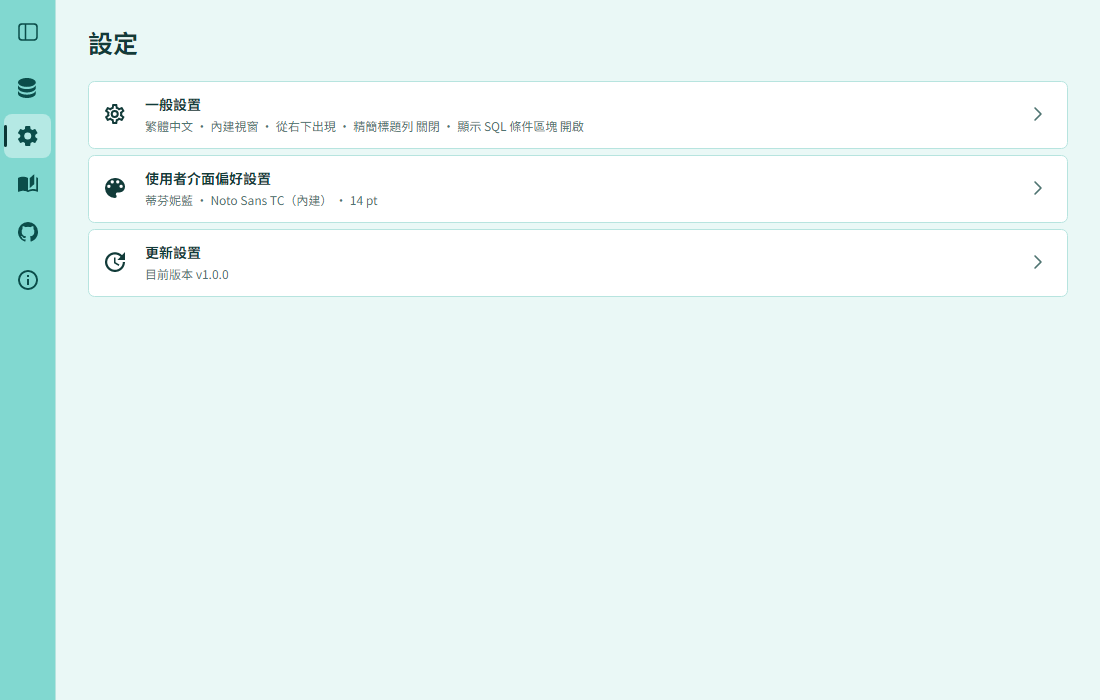 設定
一般設置
繁體中文 • 內建視窗 • 從右下出現 • 精簡標題列 關閉 • 顯示 SQL 條件區塊 開啟
使用者介面偏好設置
蒂芬妮藍 • Noto Sans TC（內建） • 14 pt
更新設置
目前版本 v1.0.0